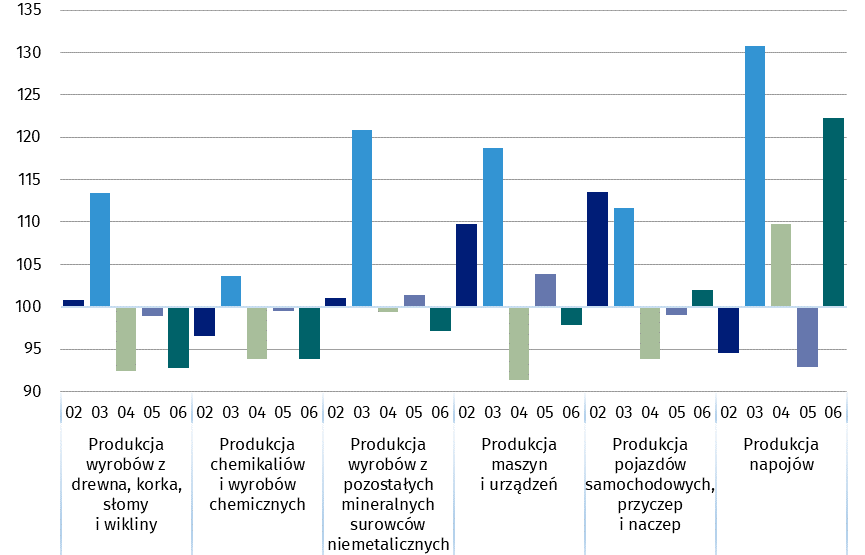 135
130
125
120
115
110
105
100
95
90
02 03 04 05 06 02 03 04 05 06 02 03 04 05 06 02 03 04 05 06 02 03 04 05 06 02 03 04 05 06
Produkcja
wyrobów z
drewna, korka,
słomy
i wikliny
Produkcja
chemikaliów
i wyrobów
chemicznych
Produkcja
wyrobów z
pozostałych
mineralnych
surowców
niemetalicznych
Produkcja
maszyn
i urządzeń
Produkcja
pojazdów
samochodowych,
przyczep
i naczep
Produkcja
napojów